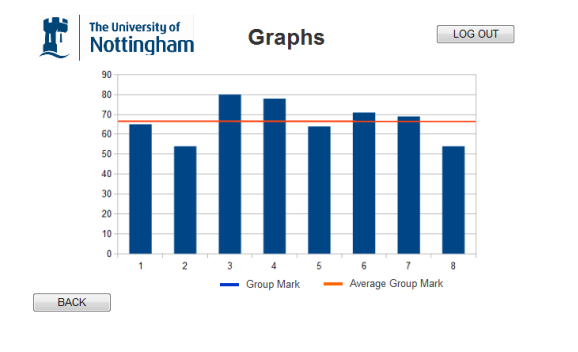 The University of
Nottingham
Graphs
LOG OUT
90
80
70
60
50
40
30
20
10
0
1 2 3 4 5 6 7 8
Group Mark Average Group Mark
BACK